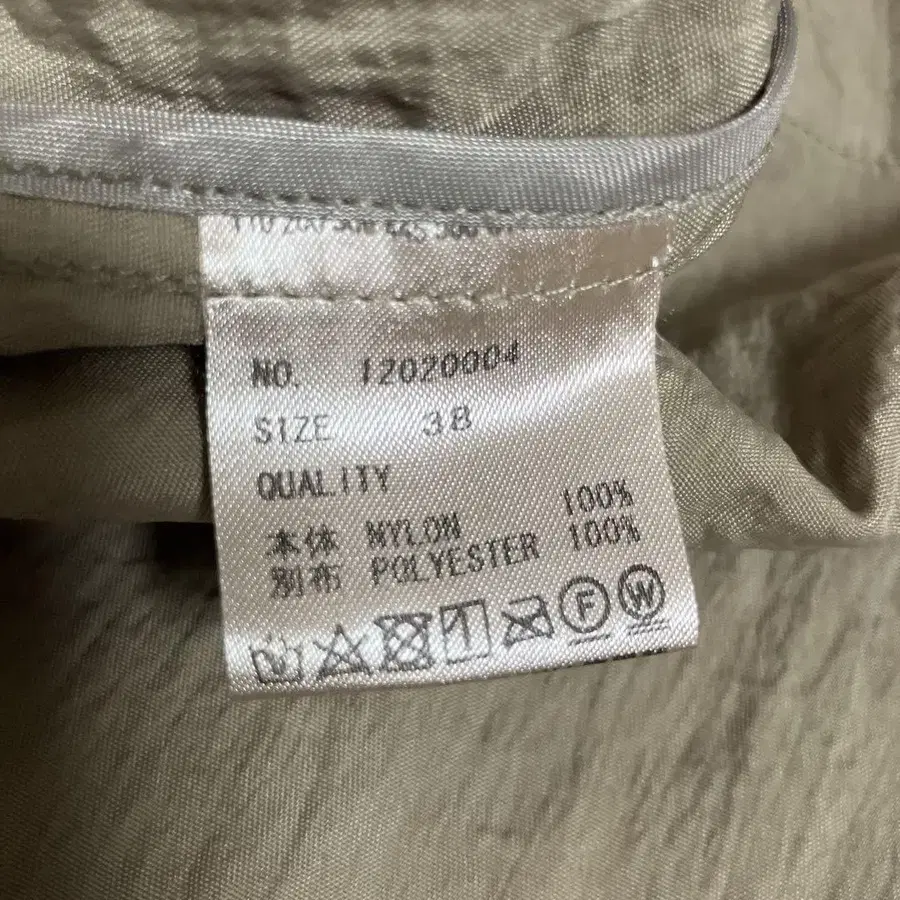 NO. 12020004
SIZE 38
QUALITY
本体 NYLON 100%
別布 POLYESTER 100%
F W